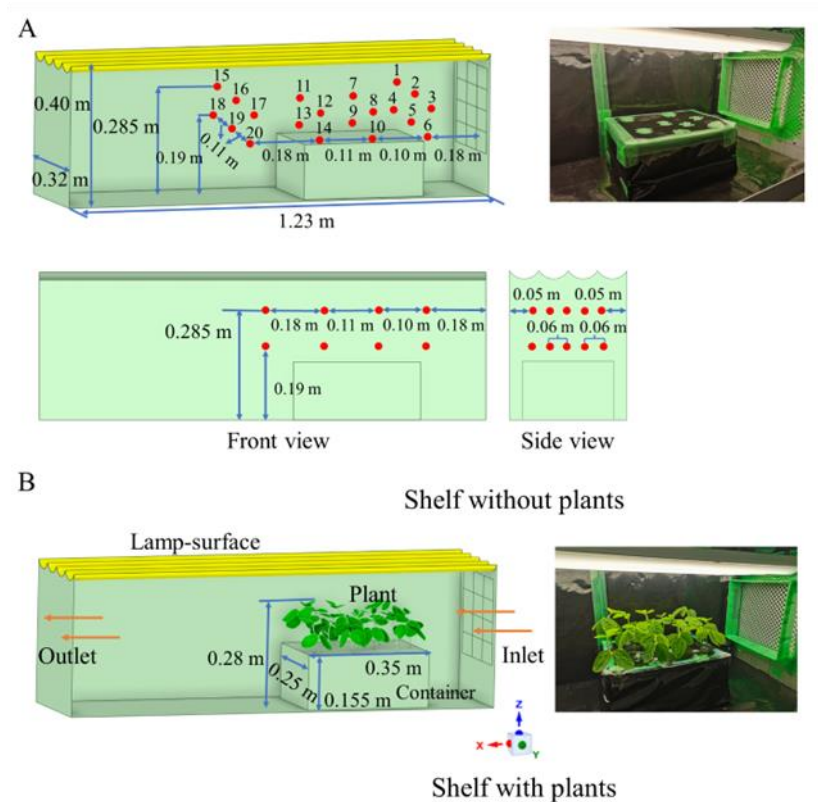 A
15
16
18
17
19
20
11
12
13
14
7
8
9
10
1
2
3
4
5
6
0.40 m
0.285 m
0.19 m
0.11 m
0.32 m
0.18 m
0.11 m
0.10 m
0.18 m
1.23 m
0.285 m
0.18 m
0.11 m
0.10 m
0.18 m
0.19 m
Front view
0.05 m 0.05 m
0.06 m 0.06 m
Side view
B
Shelf without plants
Lamp-surface
Plant
Outlet
Inlet
0.28 m
0.25 m
0.35 m
0.155 m
Container
Z
X
Y
Shelf with plants